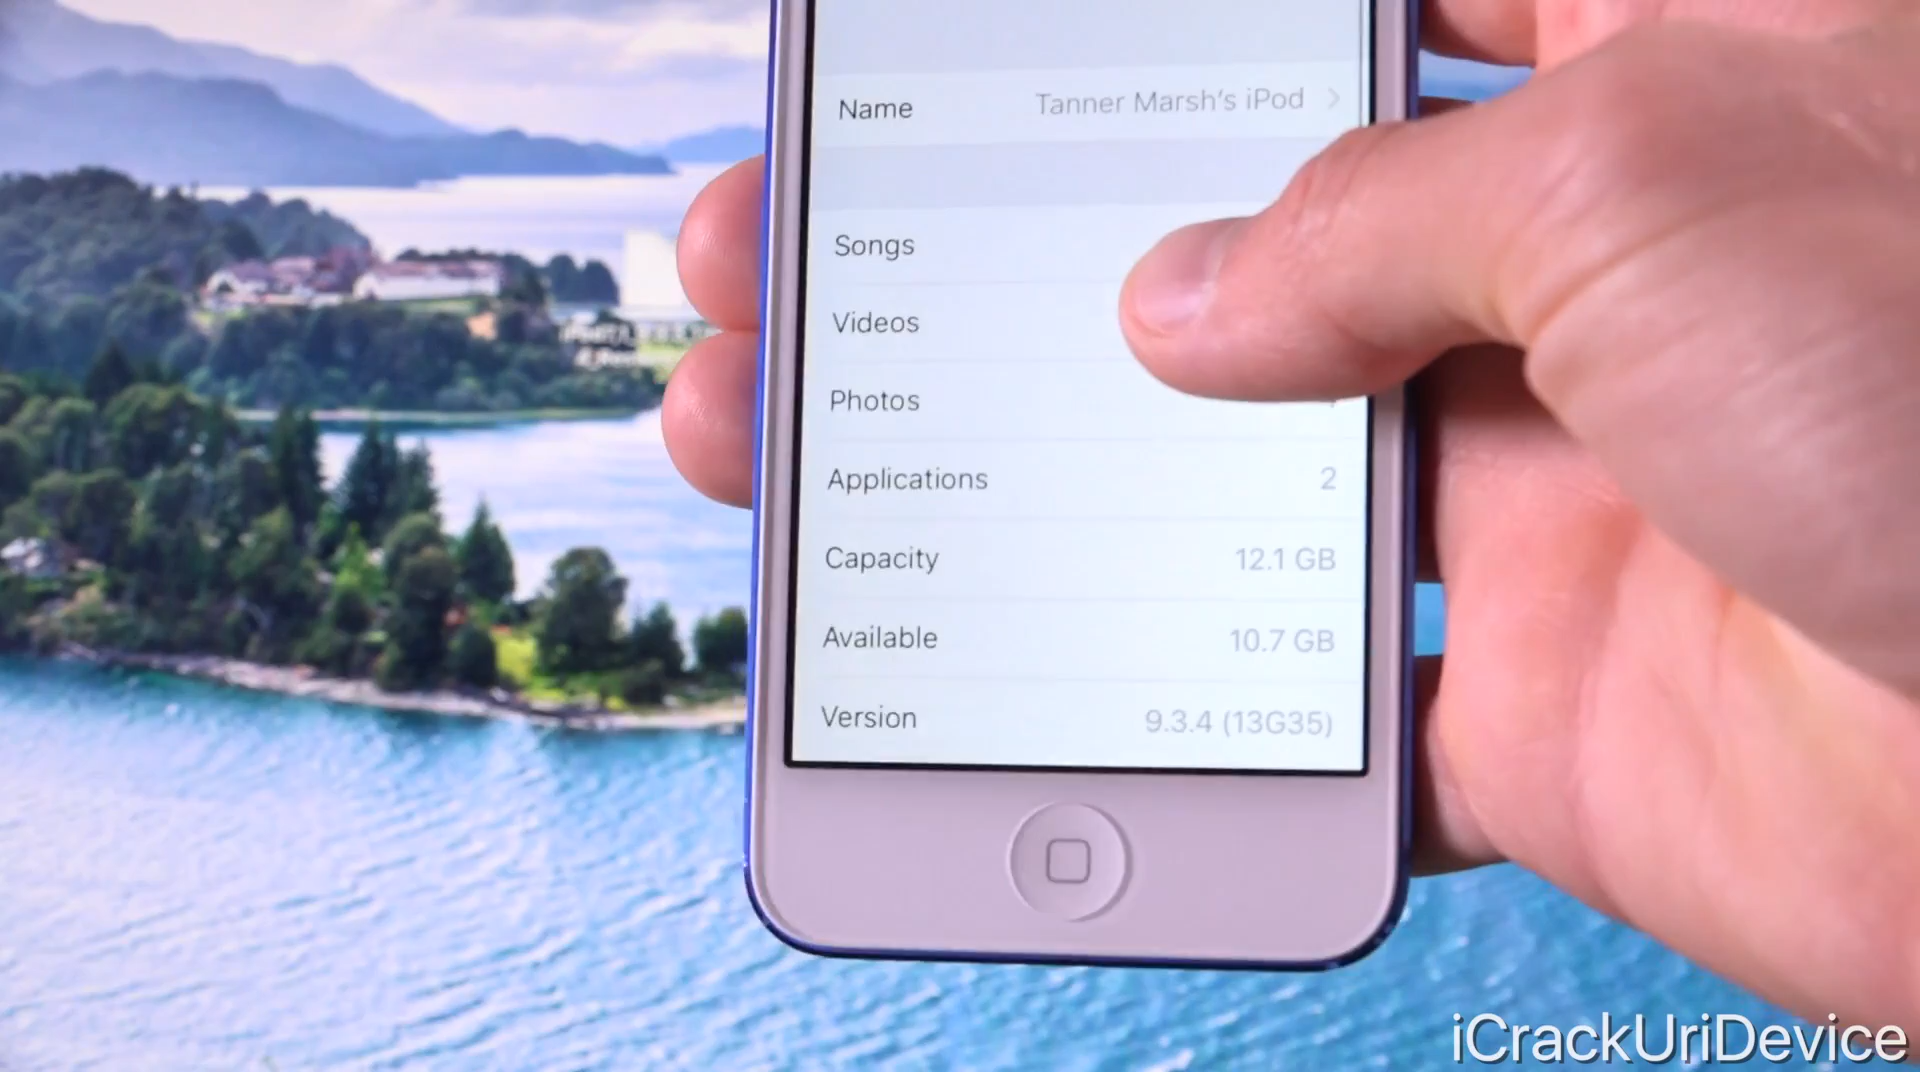 Name Tanner Marsh's iPod
Songs
Videos
Photos
Applications 2
Capacity 12.1 GB
Available 10.7 GB
Version 9.3.4 (13G35)
iCrackUriDevice